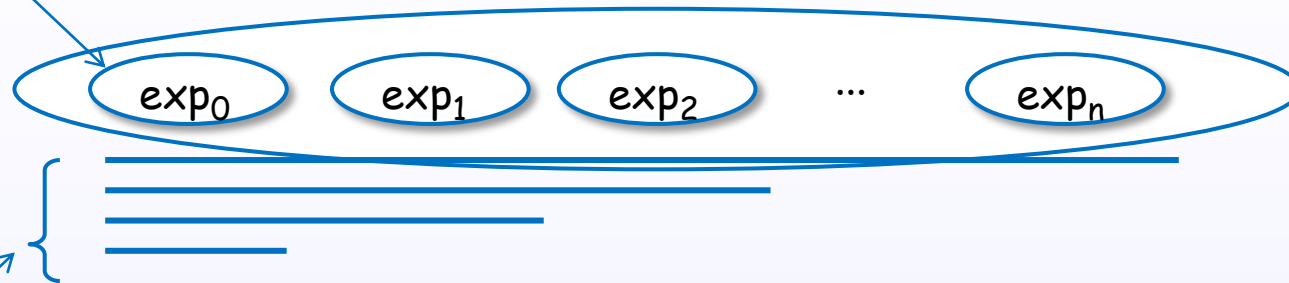 exp₀ exp₁ exp₂ ... expₙ